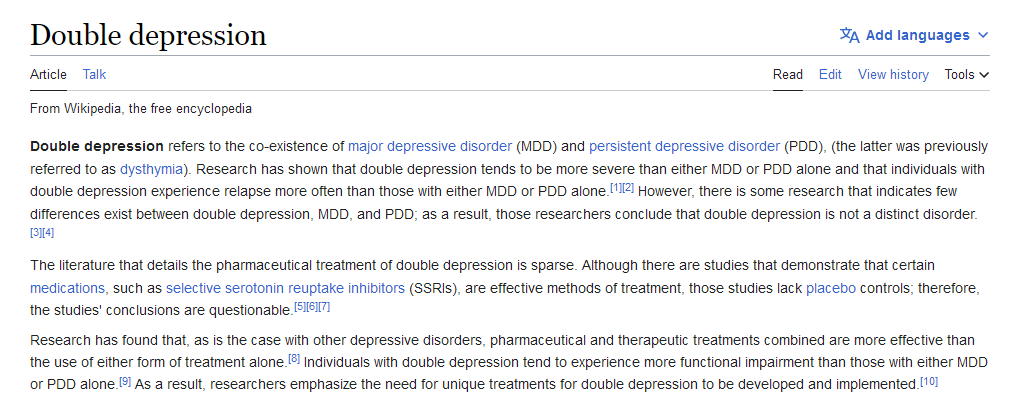 Double depression
Add languages
Article Talk Read Edit View history Tools
From Wikipedia, the free encyclopedia
Double depression refers to the co-existence of major depressive disorder (MDD) and persistent depressive disorder (PDD), (the latter was previously
referred to as dysthymia). Research has shown that double depression tends to be more severe than either MDD or PDD alone and that individuals with
double depression experience relapse more often than those with either MDD or PDD alone.[1][2] However, there is some research that indicates few
differences exist between double depression, MDD, and PDD; as a result, those researchers conclude that double depression is not a distinct disorder.
[3][4]
The literature that details the pharmaceutical treatment of double depression is sparse. Although there are studies that demonstrate that certain
medications, such as selective serotonin reuptake inhibitors (SSRIs), are effective methods of treatment, those studies lack placebo controls; therefore,
the studies' conclusions are questionable.[5][6][7]
Research has found that, as is the case with other depressive disorders, pharmaceutical and therapeutic treatments combined are more effective than
the use of either form of treatment alone.[8] Individuals with double depression tend to experience more functional impairment than those with either MDD
or PDD alone.[9] As a result, researchers emphasize the need for unique treatments for double depression to be developed and implemented.[10]